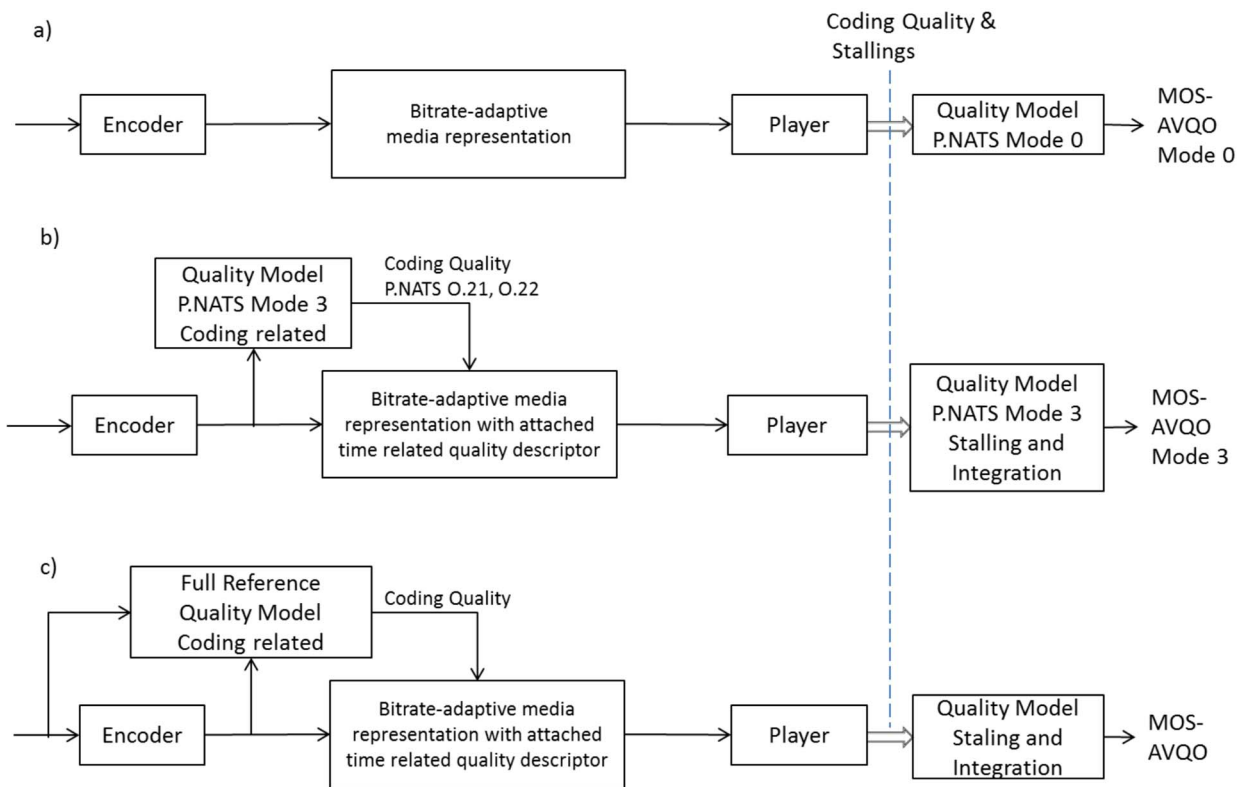 Coding Quality &
Stallings
a)
Encoder
Bitrate-adaptive
media representation
Player
Quality Model
P.NATS Mode 0
MOS-
AVQO
Mode 0
b)
Quality Model
P.NATS Mode 3
Coding related
Coding Quality
P.NATS O.21, O.22
Encoder
Bitrate-adaptive media
representation with attached
time related quality descriptor
Player
Quality Model
P.NATS Mode 3
Stalling and
Integration
MOS-
AVQO
Mode 3
c)
Full Reference
Quality Model
Coding related
Coding Quality
Encoder
Bitrate-adaptive media
representation with attached
time related quality descriptor
Player
Quality Model
Staling and
Integration
MOS-
AVQO